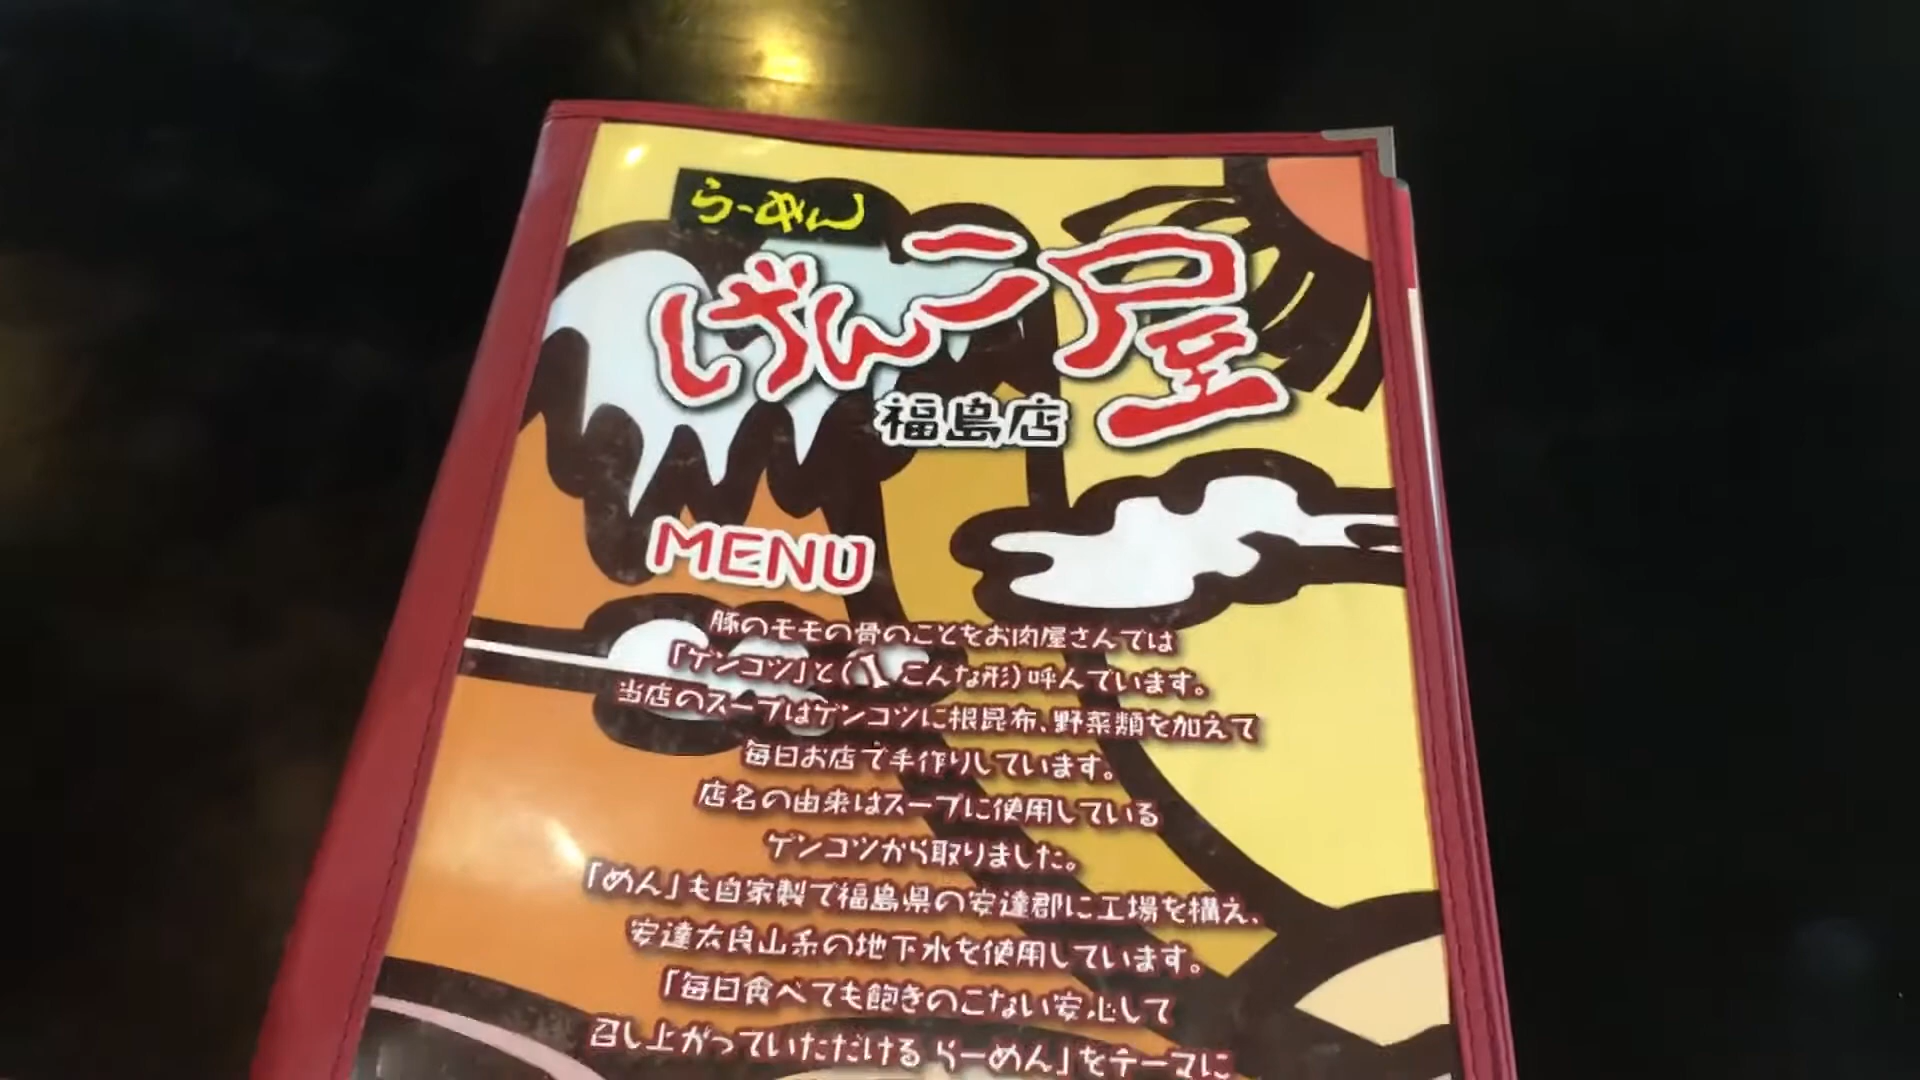 らーめん
げんこ屋
福島店
MENU
豚のモモの骨のことをお肉屋さんでは
「ゲンコツ」と(こんな形)呼んでいます。
当店のスープはゲンコツに根昆布、野菜類を加えて
毎日お店で手作りしています。
店名の由来はスープに使用している
ゲンコツから取りました。
「めん」も自家製で福島県の安達郡に工場を構え、
安達太良山系の地下水を使用しています。
「毎日食べても飽きのこない安心して
召し上がっていただける らーめん」をテーマに